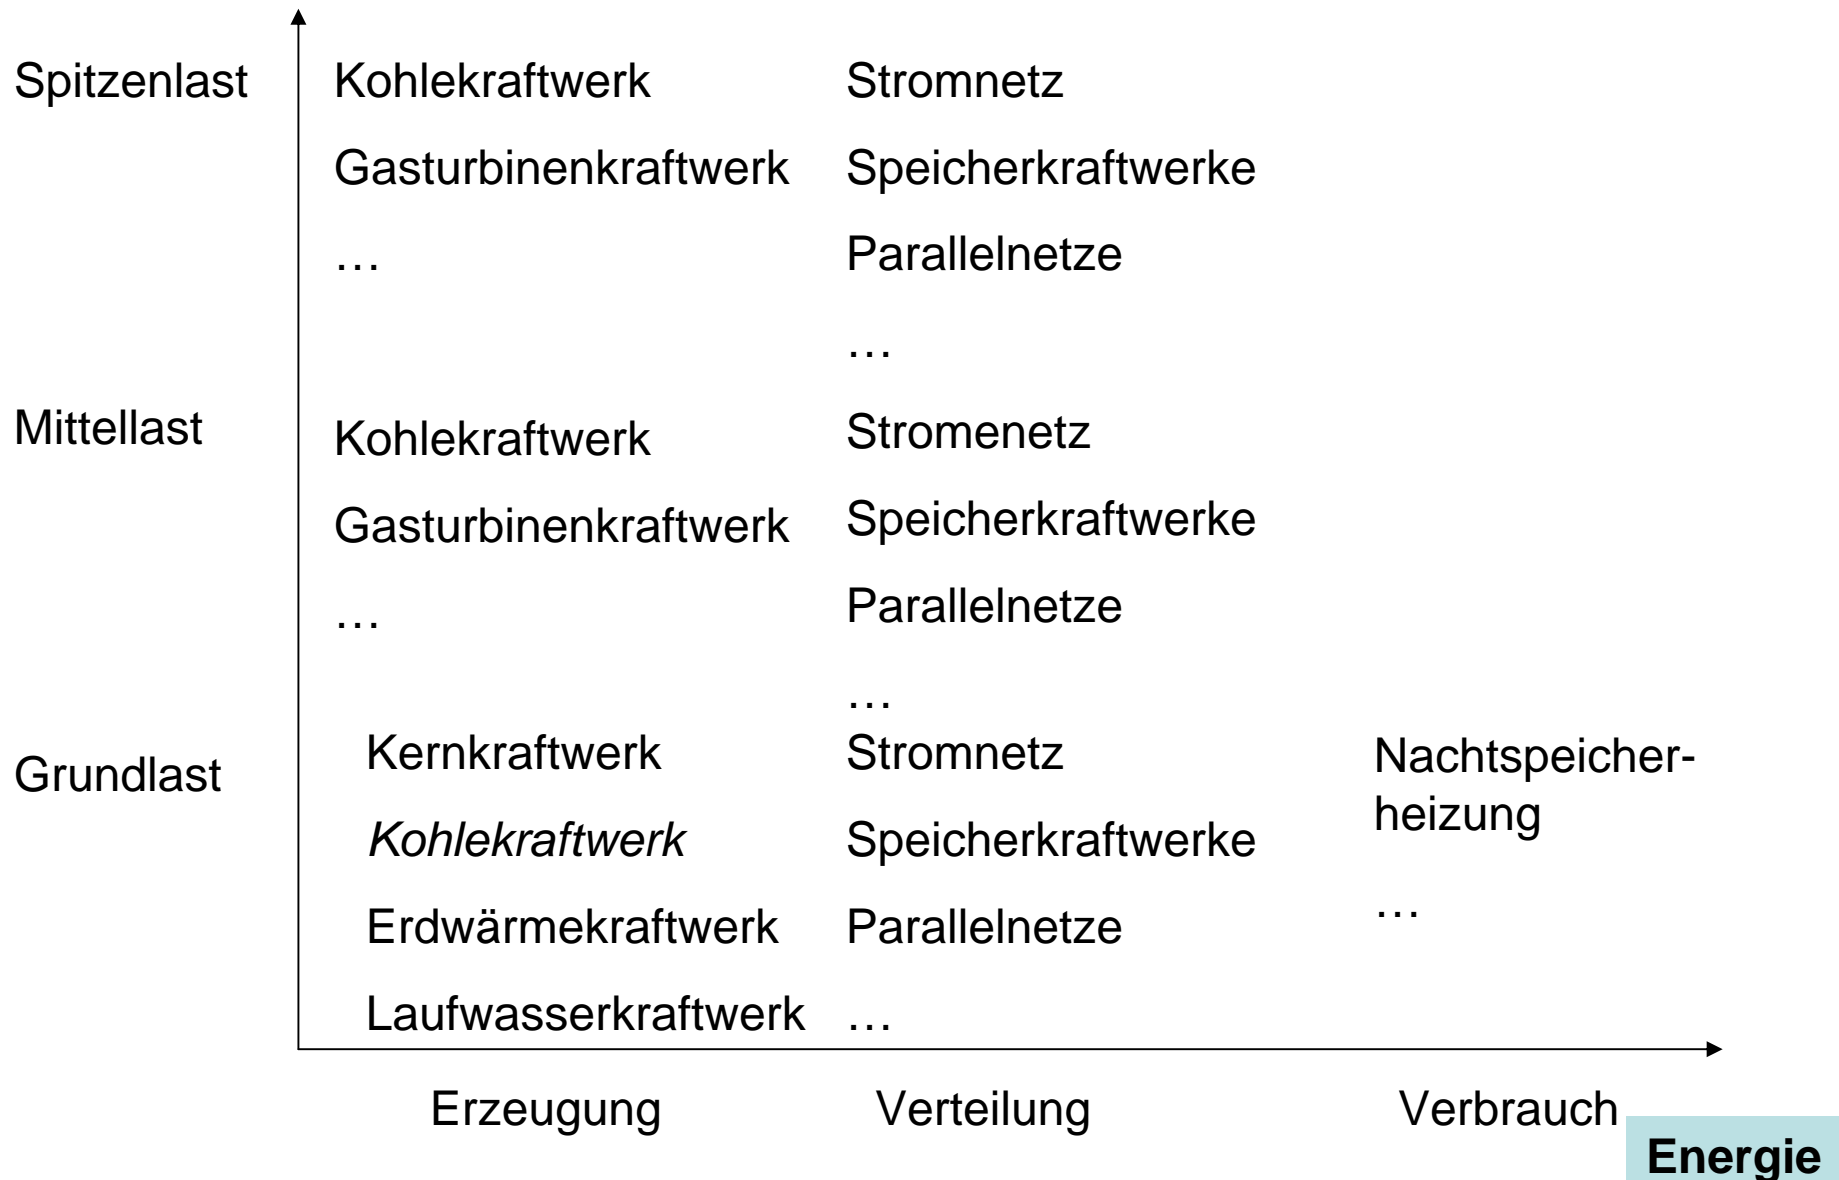 Spitzenlast
Kohlekraftwerk
Gasturbinenkraftwerk
…
Stromnetz
Speicherkraftwerke
Parallelnetze
…
Mittellast
Kohlekraftwerk
Gasturbinenkraftwerk
…
Stromenetz
Speicherkraftwerke
Parallelnetze
…
Grundlast
Kernkraftwerk
Kohlekraftwerk
Erdwärmekraftwerk
Laufwasserkraftwerk
Stromnetz
Speicherkraftwerke
Parallelnetze
…
Nachtspeicher-
heizung
…
Erzeugung
Verteilung
Verbrauch
Energie